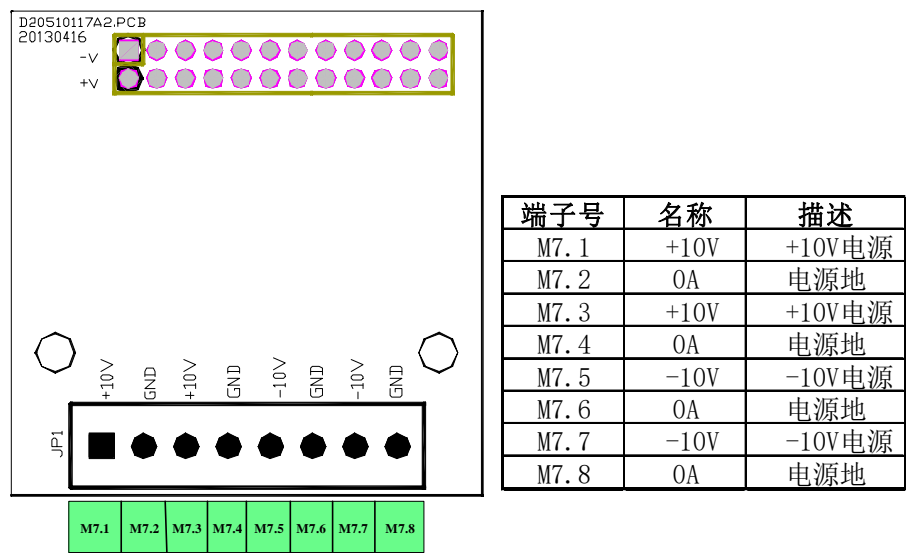 D20510117A2.PCB
20130416
-V
+V
+10V
GND
+10V
GND
-10V
GND
-10V
GND
JP1
M7.1 M7.2 M7.3 M7.4 M7.5 M7.6 M7.7 M7.8
端子号 名称 描述
M7.1 +10V +10V电源
M7.2 0A 电源地
M7.3 +10V +10V电源
M7.4 0A 电源地
M7.5 -10V -10V电源
M7.6 0A 电源地
M7.7 -10V -10V电源
M7.8 0A 电源地